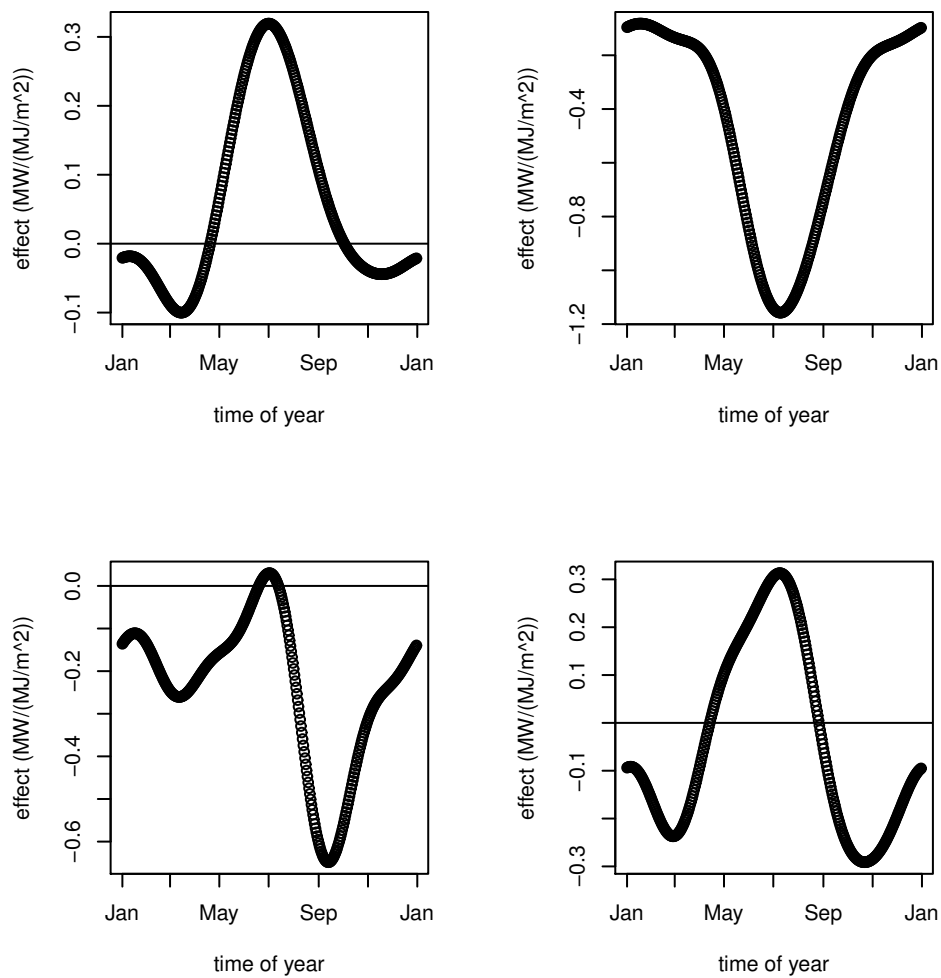 effect (MW/(MJ/m^2))
0.3
0.2
0.1
0.0
−0.1
Jan
May
Sep
Jan
time of year
effect (MW/(MJ/m^2))
−0.4
−0.8
−1.2
Jan
May
Sep
Jan
time of year
effect (MW/(MJ/m^2))
0.0
−0.2
−0.4
−0.6
Jan
May
Sep
Jan
time of year
effect (MW/(MJ/m^2))
0.3
0.2
0.1
−0.1
−0.3
Jan
May
Sep
Jan
time of year